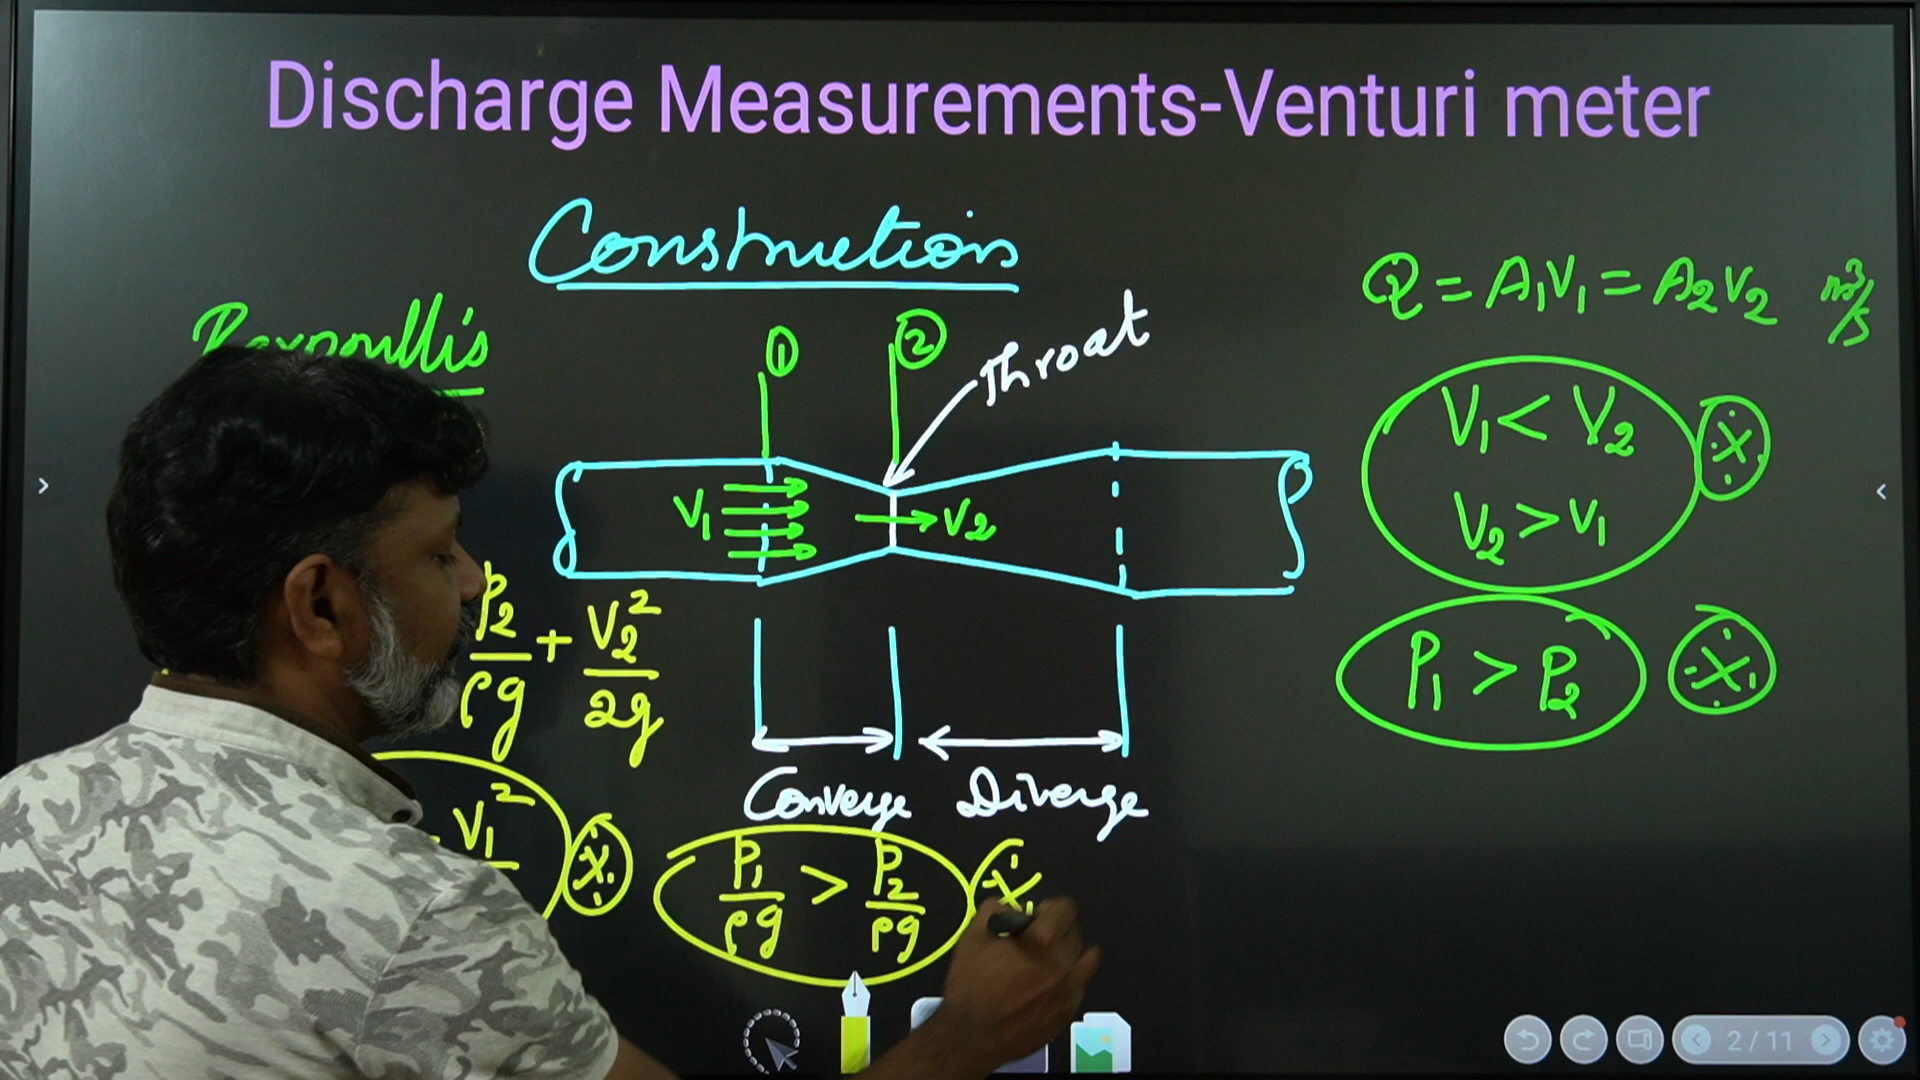 Discharge Measurements-Venturi meter
Construction
Q = A₁V₁ = A₂V₂ m³/s
① ②
Throat
V₁ < V₂
V₂ > V₁
V₁
V₂
P₂/ρg + V₂²/2g
P₁ > P₂
Converge Diverge
V₁²
P₁/ρg > P₂/ρg
2 / 11